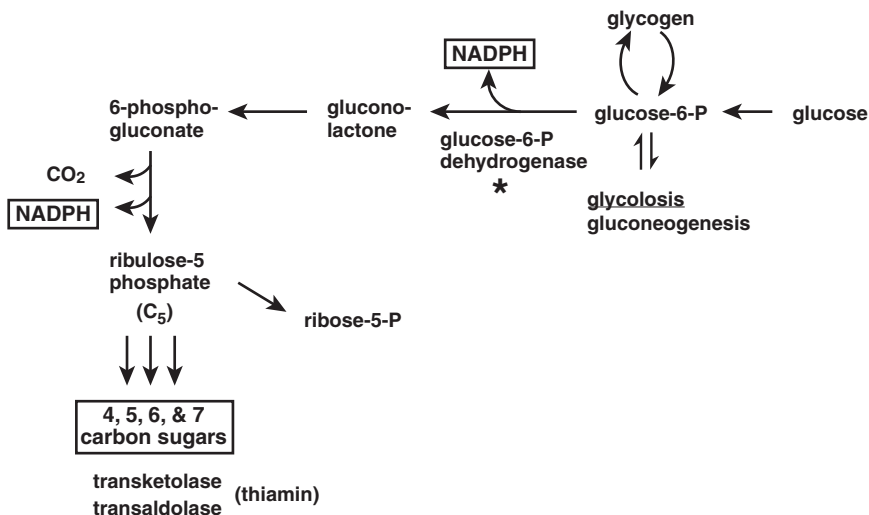 glycogen
NADPH
6-phospho-
gluconate
glucono-
lactone
glucose-6-P
glucose
glucose-6-P
dehydrogenase
*
CO₂
NADPH
glycolosis
gluconeogenesis
ribulose-5
phosphate
(C₅)
ribose-5-P
4, 5, 6, & 7
carbon sugars
transketolase
transaldolase
(thiamin)